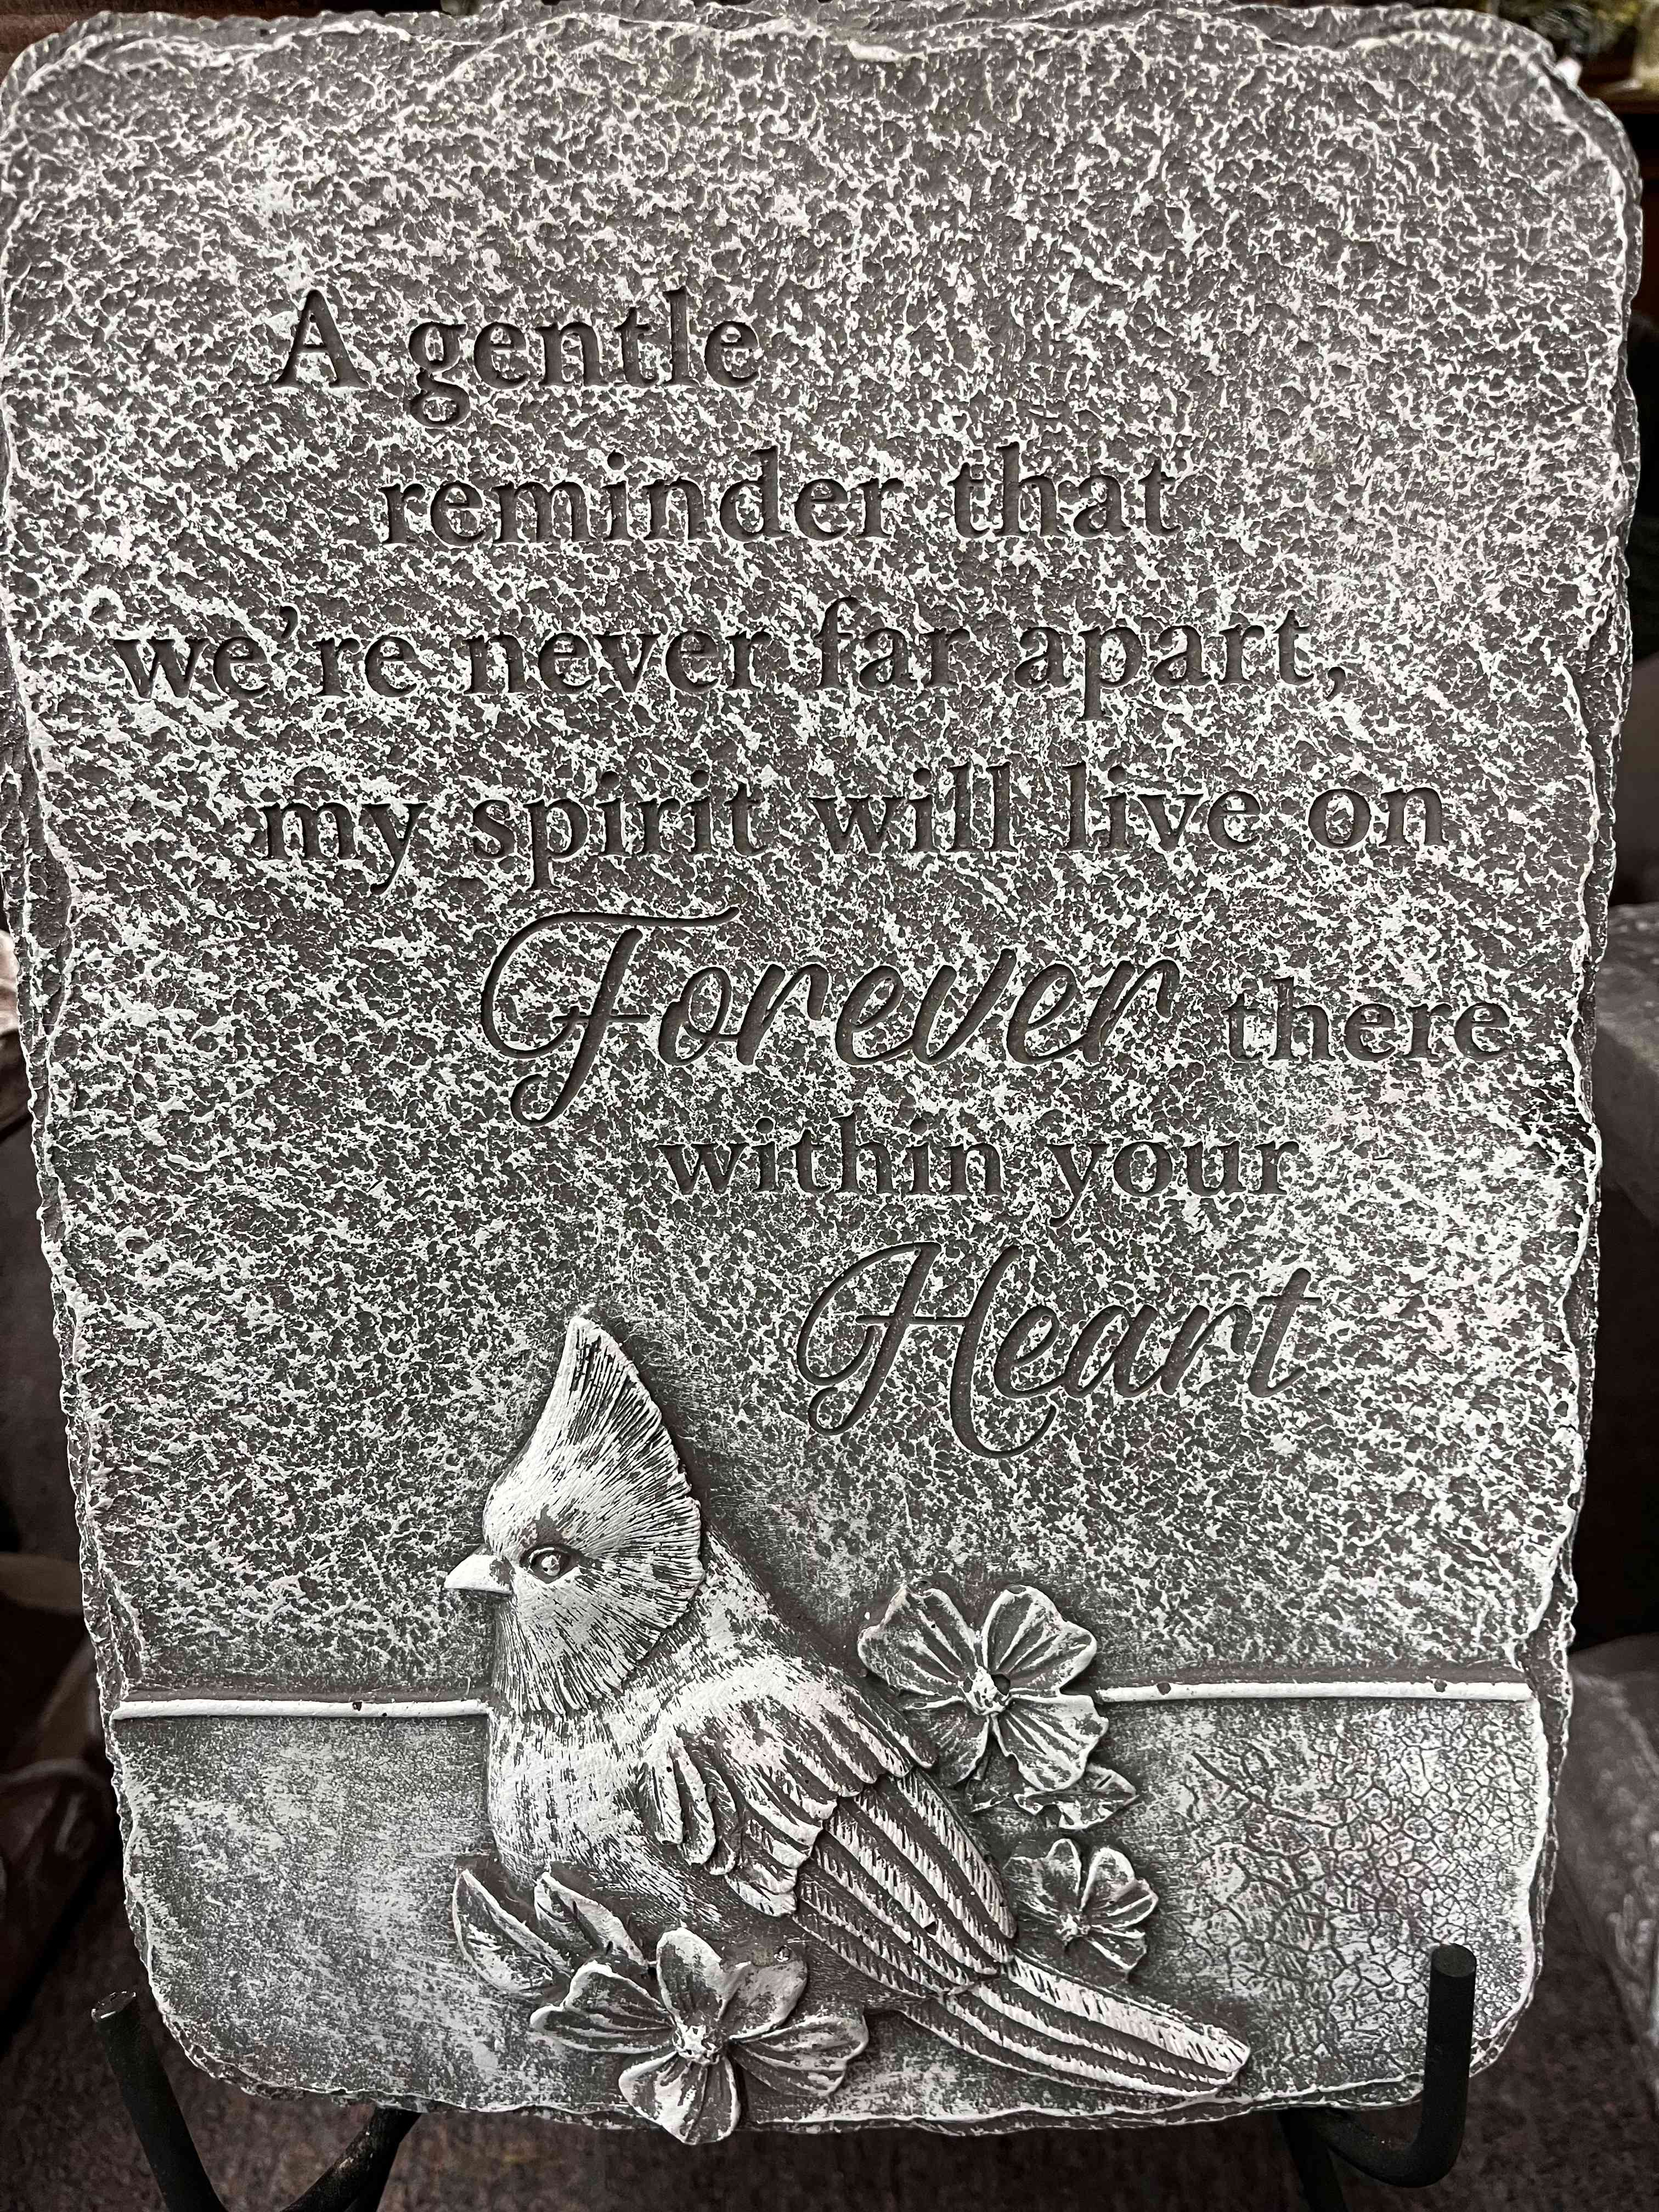 A gentle
reminder that
we're never far apart,
my spirit will live on
Forever there
within your
Heart.